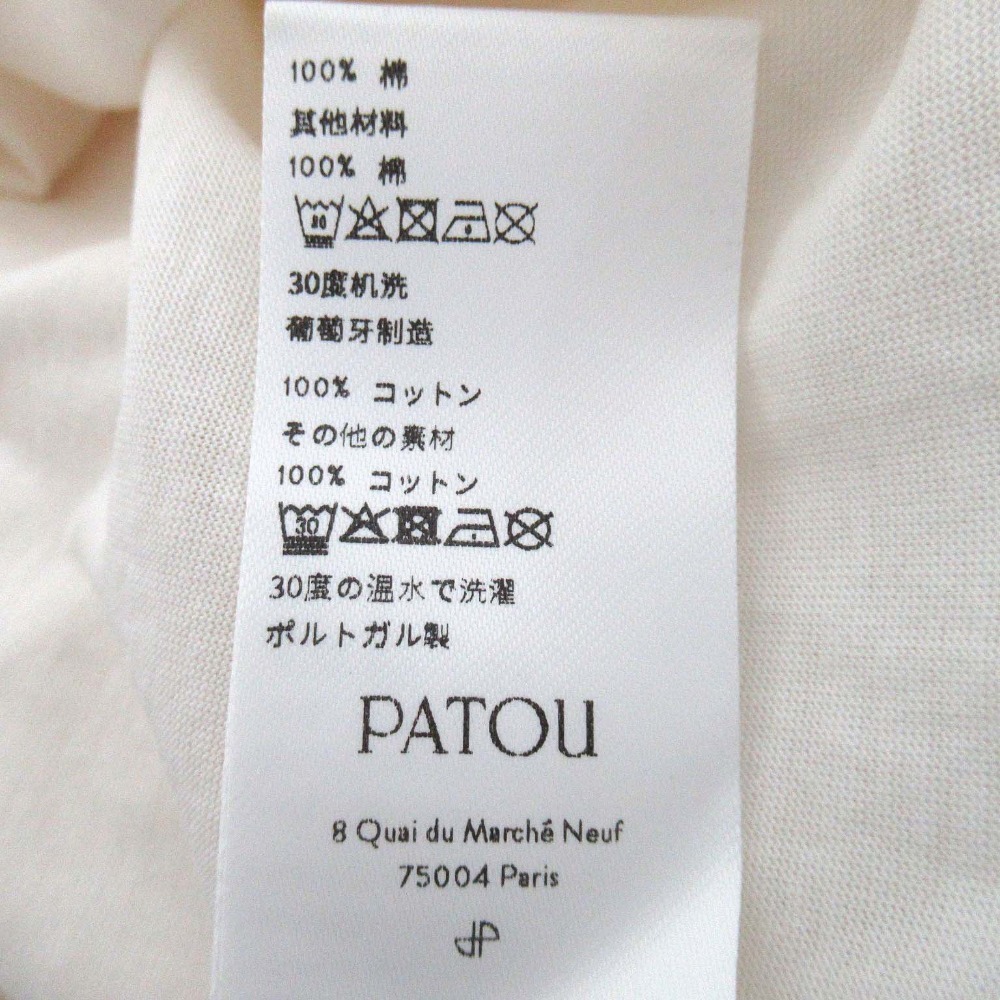 100% 棉
其他材料
100% 棉
30度机洗
葡萄牙制造
100% コットン
その他の素材
100% コットン
30
30度の温水で洗濯
ポルトガル製
PATOU
8 Quai du Marché Neuf
75004 Paris
JP